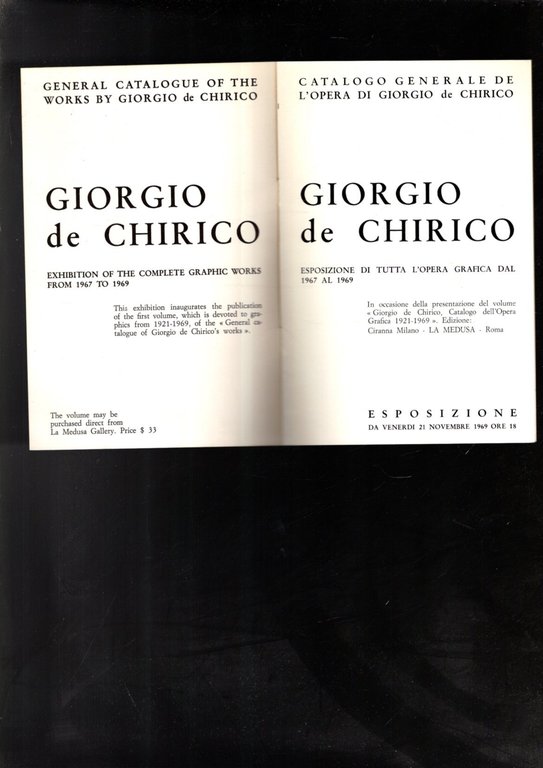 GENERAL CATALOGUE OF THE
WORKS BY GIORGIO de CHIRICO
GIORGIO
de CHIRICO
EXHIBITION OF THE COMPLETE GRAPHIC WORKS
FROM 1967 TO 1969
This exhibition inaugurates the publication
of the first volume, which is devoted to gra-
phics from 1921-1969, of the « General ca-
talogue of Giorgio de Chirico's works ».
The volume may be
purchased direct from
La Medusa Gallery. Price $ 33
CATALOGO GENERALE DE
L'OPERA DI GIORGIO de CHIRICO
GIORGIO
de CHIRICO
ESPOSIZIONE DI TUTTA L'OPERA GRAFICA DAL
1967 AL 1969
In occasione della presentazione del volume
« Giorgio de Chirico, Catalogo dell'Opera
Grafica 1921-1969 ». Edizione:
Ciranna Milano - LA MEDUSA - Roma
ESPOSIZIONE
DA VENERDI 21 NOVEMBRE 1969 ORE 18